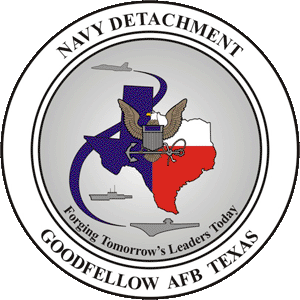 NAVY DETACHMENT
Forging Tomorrow's Leaders Today
GOODFELLOW AFB TEXAS